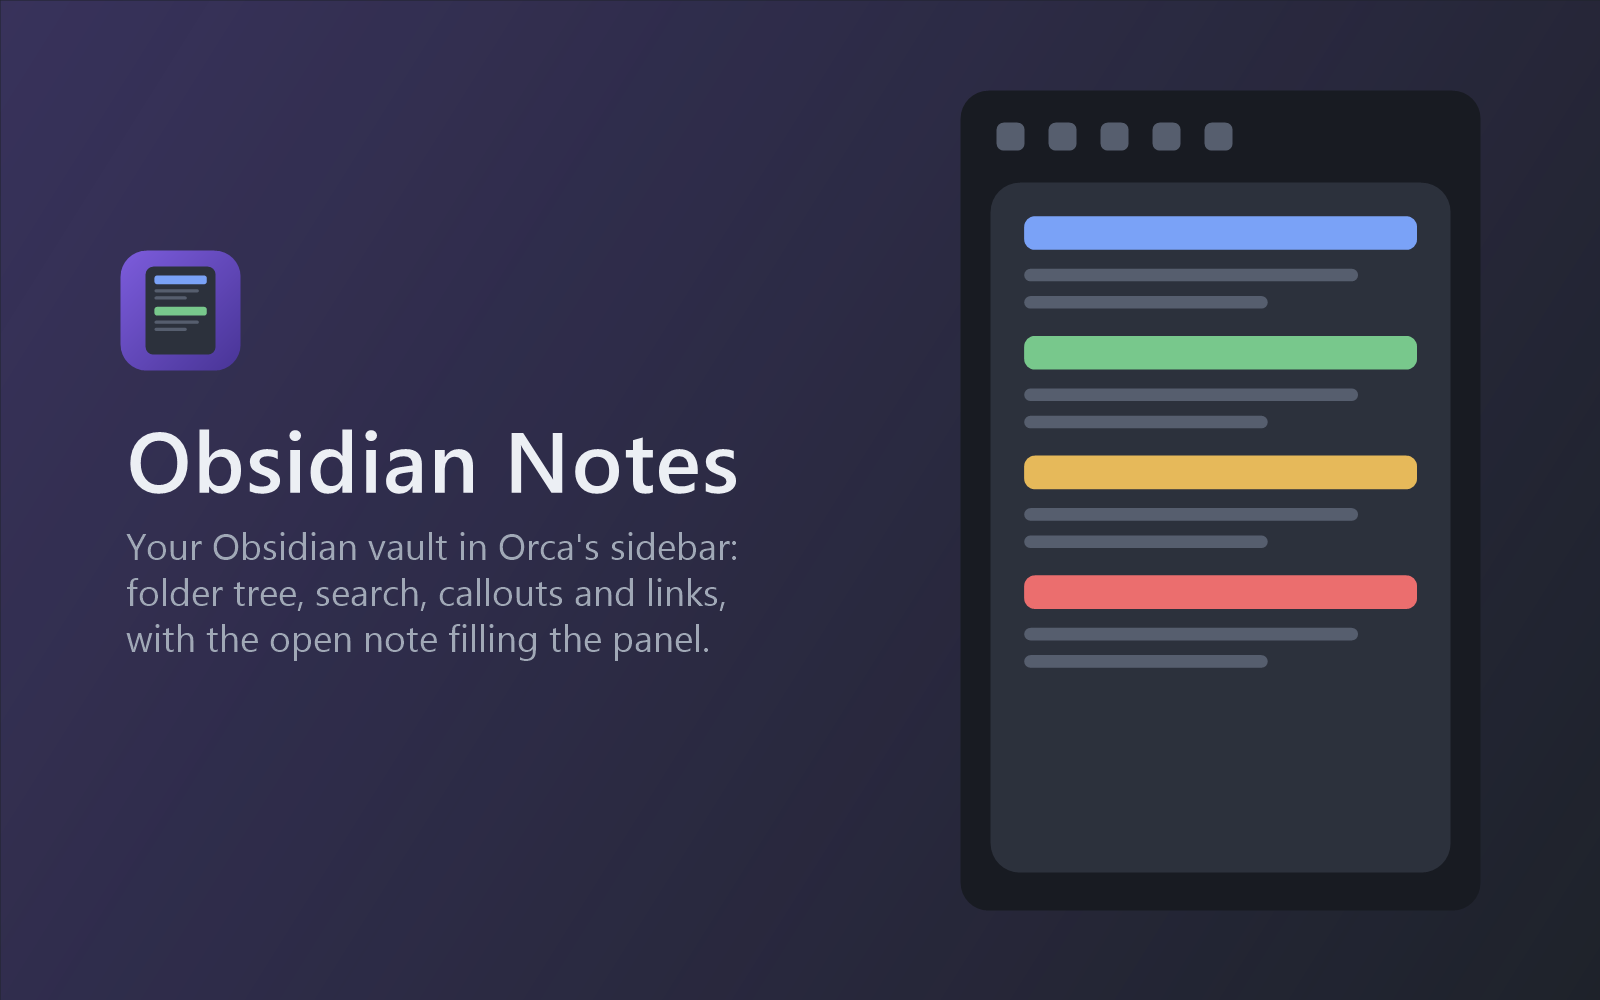 Obsidian Notes
Your Obsidian vault in Orca's sidebar:
folder tree, search, callouts and links,
with the open note filling the panel.